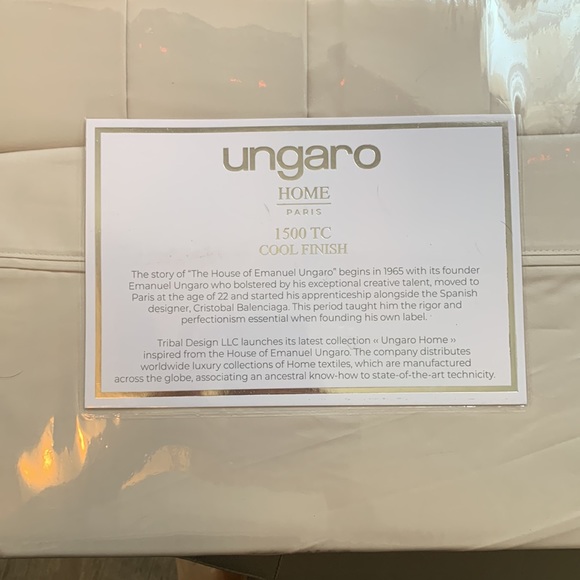 ungaro
HOME
PARIS
1500 TC
COOL FINISH
The story of "The House of Emanuel Ungaro" begins in 1965 with its founder
Emanuel Ungaro who bolstered by his exceptional creative talent, moved to
Paris at the age of 22 and started his apprenticeship alongside the Spanish
designer, Cristobal Balenciaga. This period taught him the rigor and
perfectionism essential when founding his own label.
Tribal Design LLC launches its latest collection « Ungaro Home »
inspired from the House of Emanuel Ungaro. The company distributes
worldwide luxury collections of Home textiles, which are manufactured
across the globe, associating an ancestral know-how to state-of-the-art technicity.